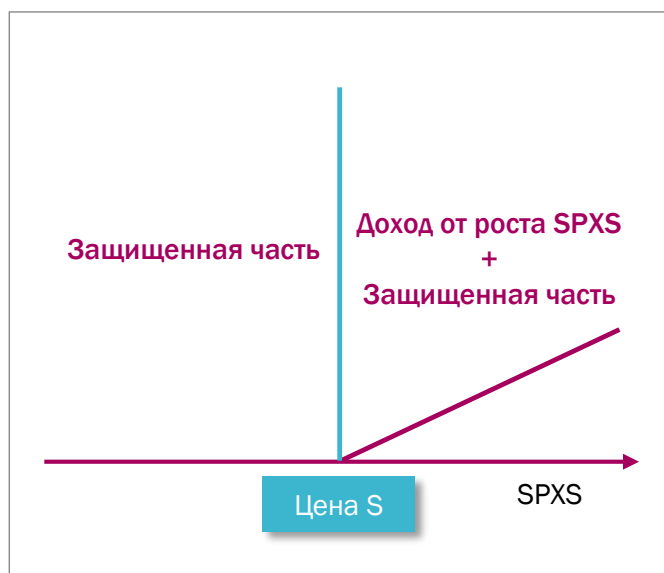 Защищенная часть
Доход от роста SPXS
+
Защищенная часть
Цена S
SPXS